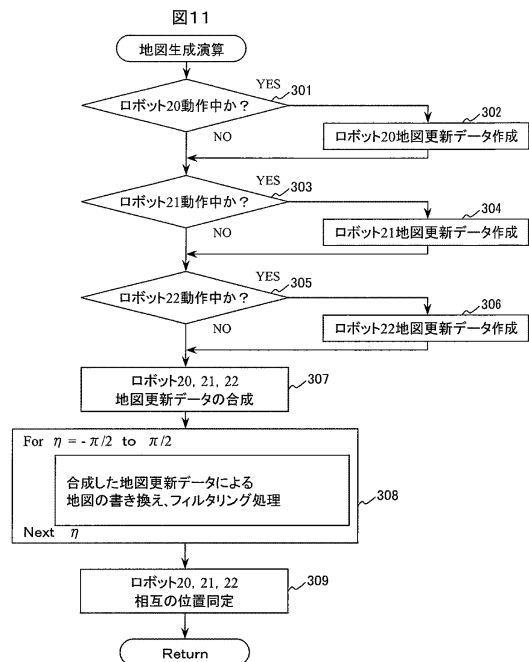 図11
地図生成演算
YES
301
ロボット20動作中か?
302
NO
ロボット20地図更新データ作成
YES
303
ロボット21動作中か?
304
NO
ロボット21地図更新データ作成
YES
305
ロボット22動作中か?
306
NO
ロボット22地図更新データ作成
ロボット20, 21, 22
地図更新データの合成
307
For η = - π/2 to π/2
合成した地図更新データによる
地図の書き換え、フィルタリング処理
308
Next η
ロボット20, 21, 22
相互の位置同定
309
Return